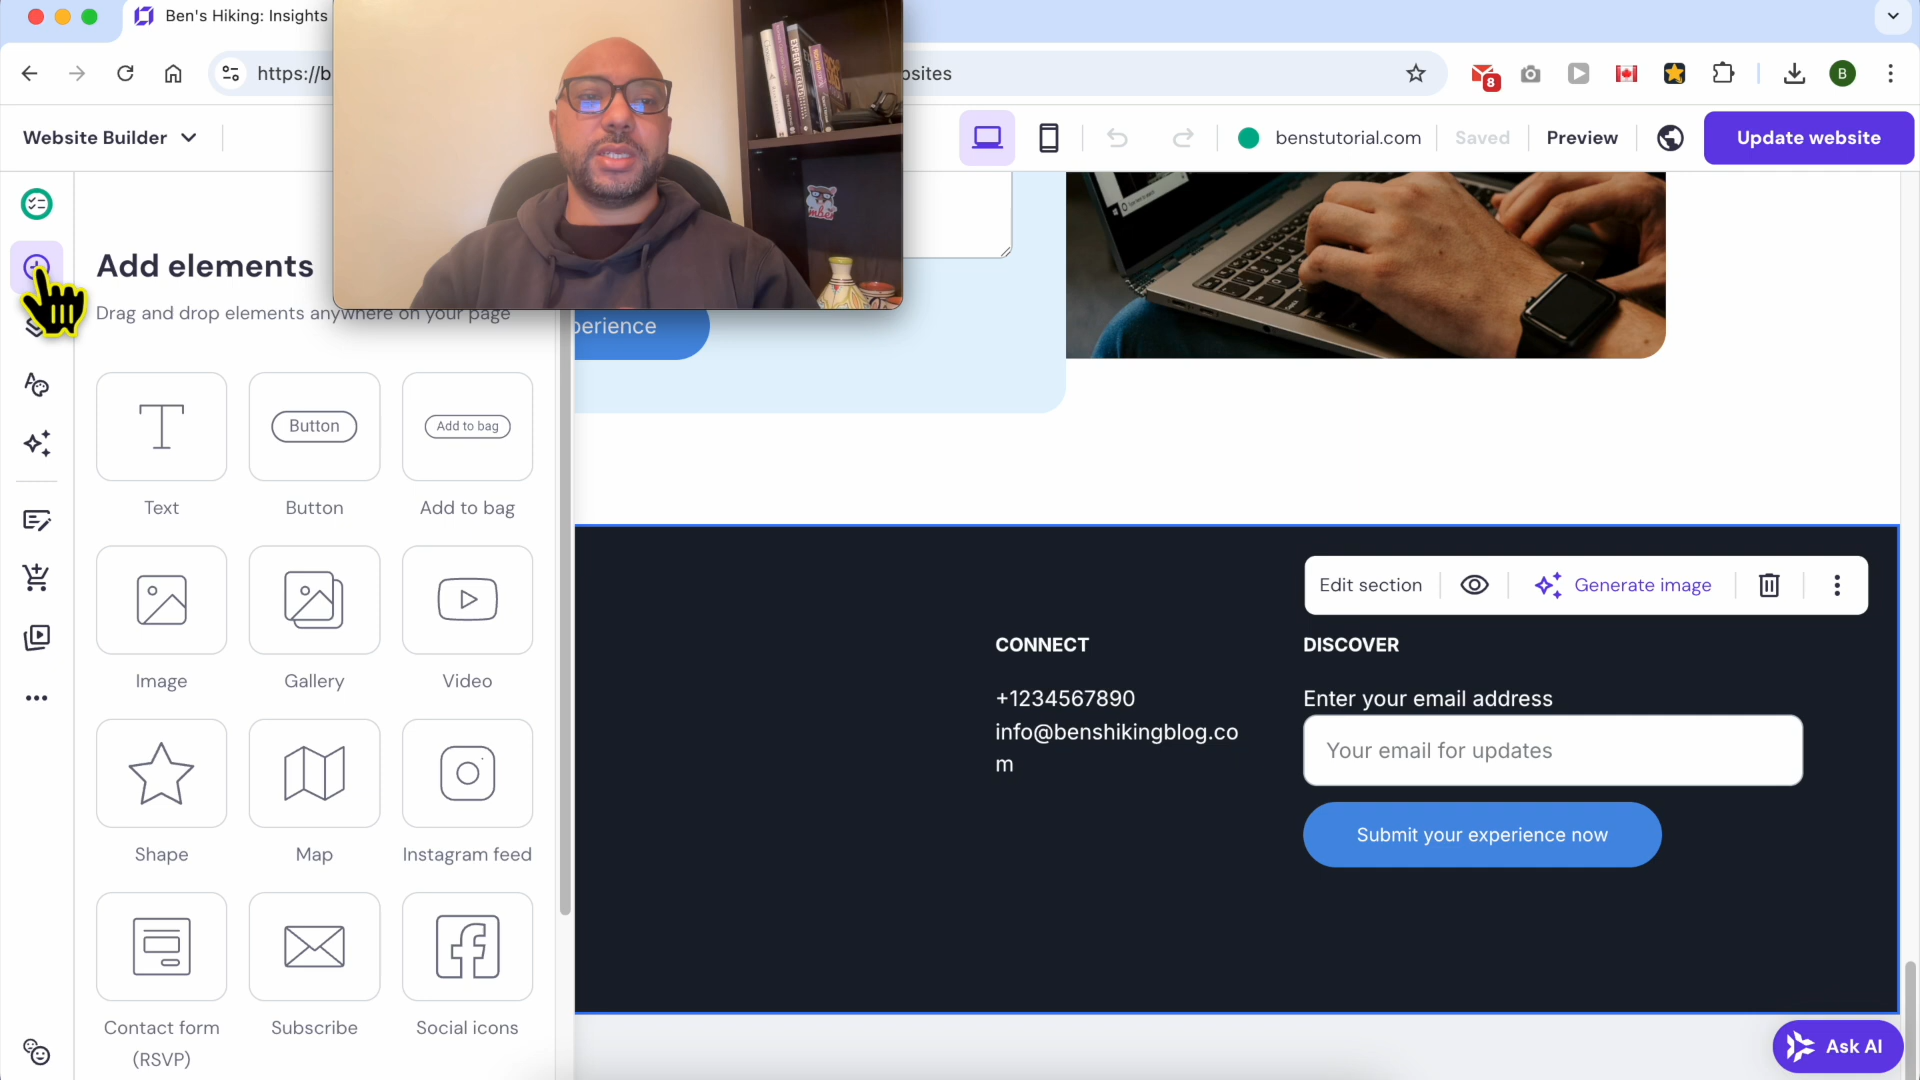 Ben's Hiking: Insights
https://b
osites
8
B
Website Builder
benstutorial.com
Saved
Preview
Update website
Add elements
Drag and drop elements anywhere on your page
perience
Button
Add to bag
Text
Button
Add to bag
Image
Gallery
Video
Shape
Map
Instagram feed
Contact form
(RSVP)
Subscribe
Social icons
Edit section
Generate image
CONNECT
+1234567890
info@benshikingblog.co
m
DISCOVER
Enter your email address
Your email for updates
Submit your experience now
Ask AI